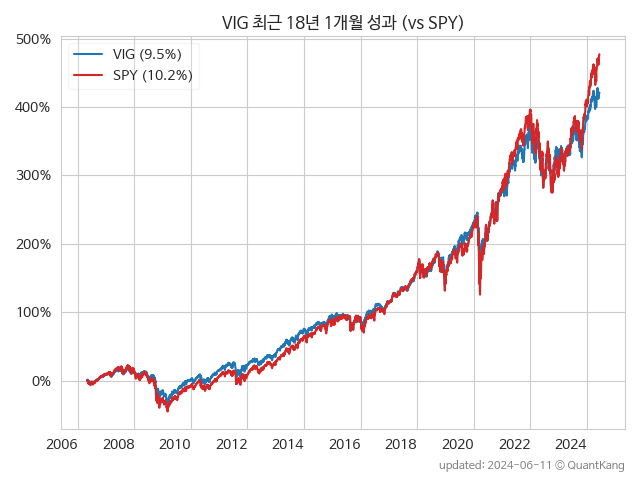 VIG 최근 18년 1개월 성과 (vs SPY)
500%
VIG (9.5%)
SPY (10.2%)
400%
300%
200%
100%
0%
2006 2008 2010 2012 2014 2016 2018 2020 2022 2024
updated: 2024-06-11 © QuantKang